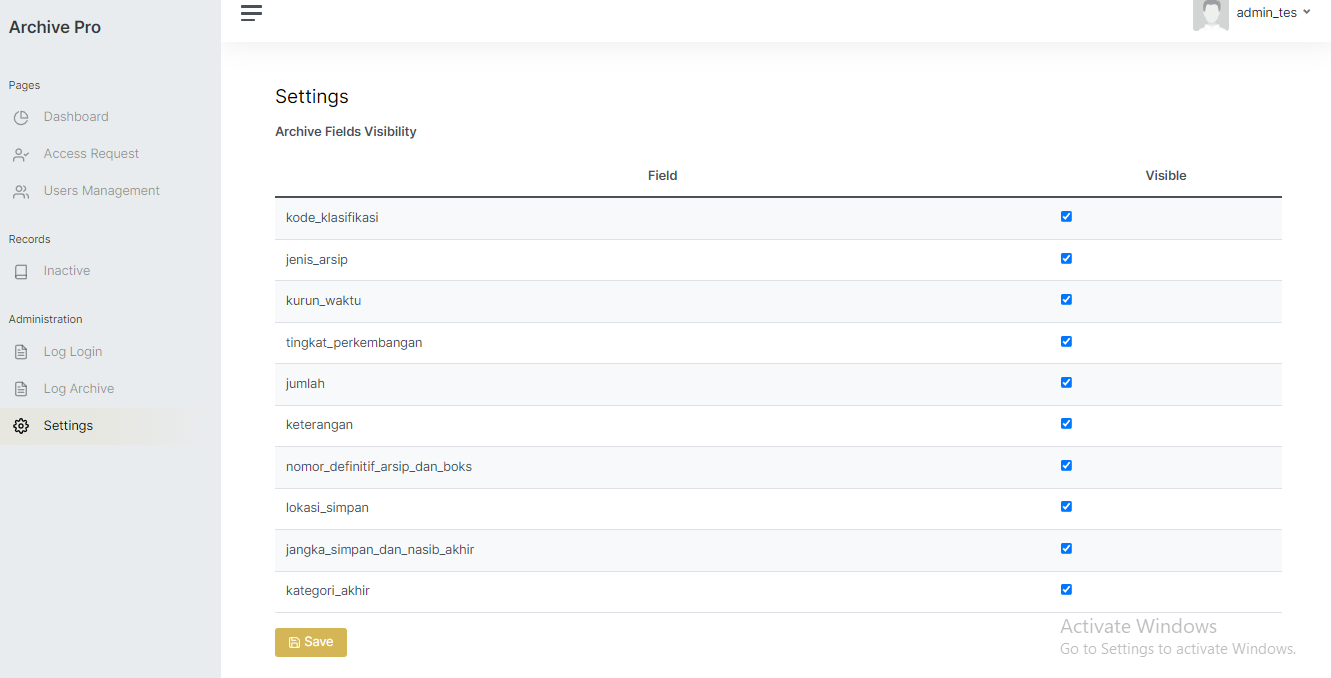 Archive Pro
admin_tes
Pages
Dashboard
Access Request
Users Management
Records
Inactive
Administration
Log Login
Log Archive
Settings
Settings
Archive Fields Visibility
Field Visible
kode_klasifikasi
jenis_arsip
kurun_waktu
tingkat_perkembangan
jumlah
keterangan
nomor_definitif_arsip_dan_boks
lokasi_simpan
jangka_simpan_dan_nasib_akhir
kategori_akhir
Save
Activate Windows
Go to Settings to activate Windows.